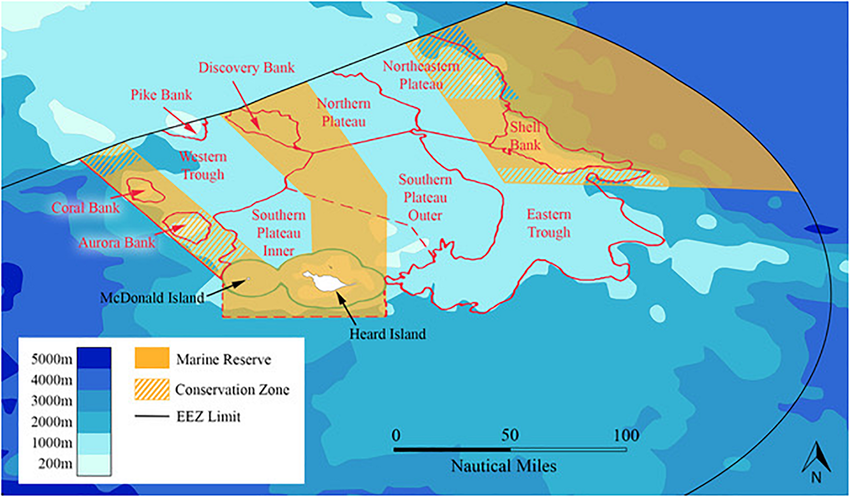 Discovery Bank
Northeastern
Plateau
Pike Bank
Northern
Plateau
Shell
Bank
Western
Trough
Coral Bank
Southern
Plateau
Inner
Southern
Plateau
Outer
Eastern
Trough
Aurora Bank
McDonald Island
Heard Island
5000m
4000m
3000m
2000m
1000m
200m
Marine Reserve
Conservation Zone
EEZ Limit
0
50
100
Nautical Miles
N